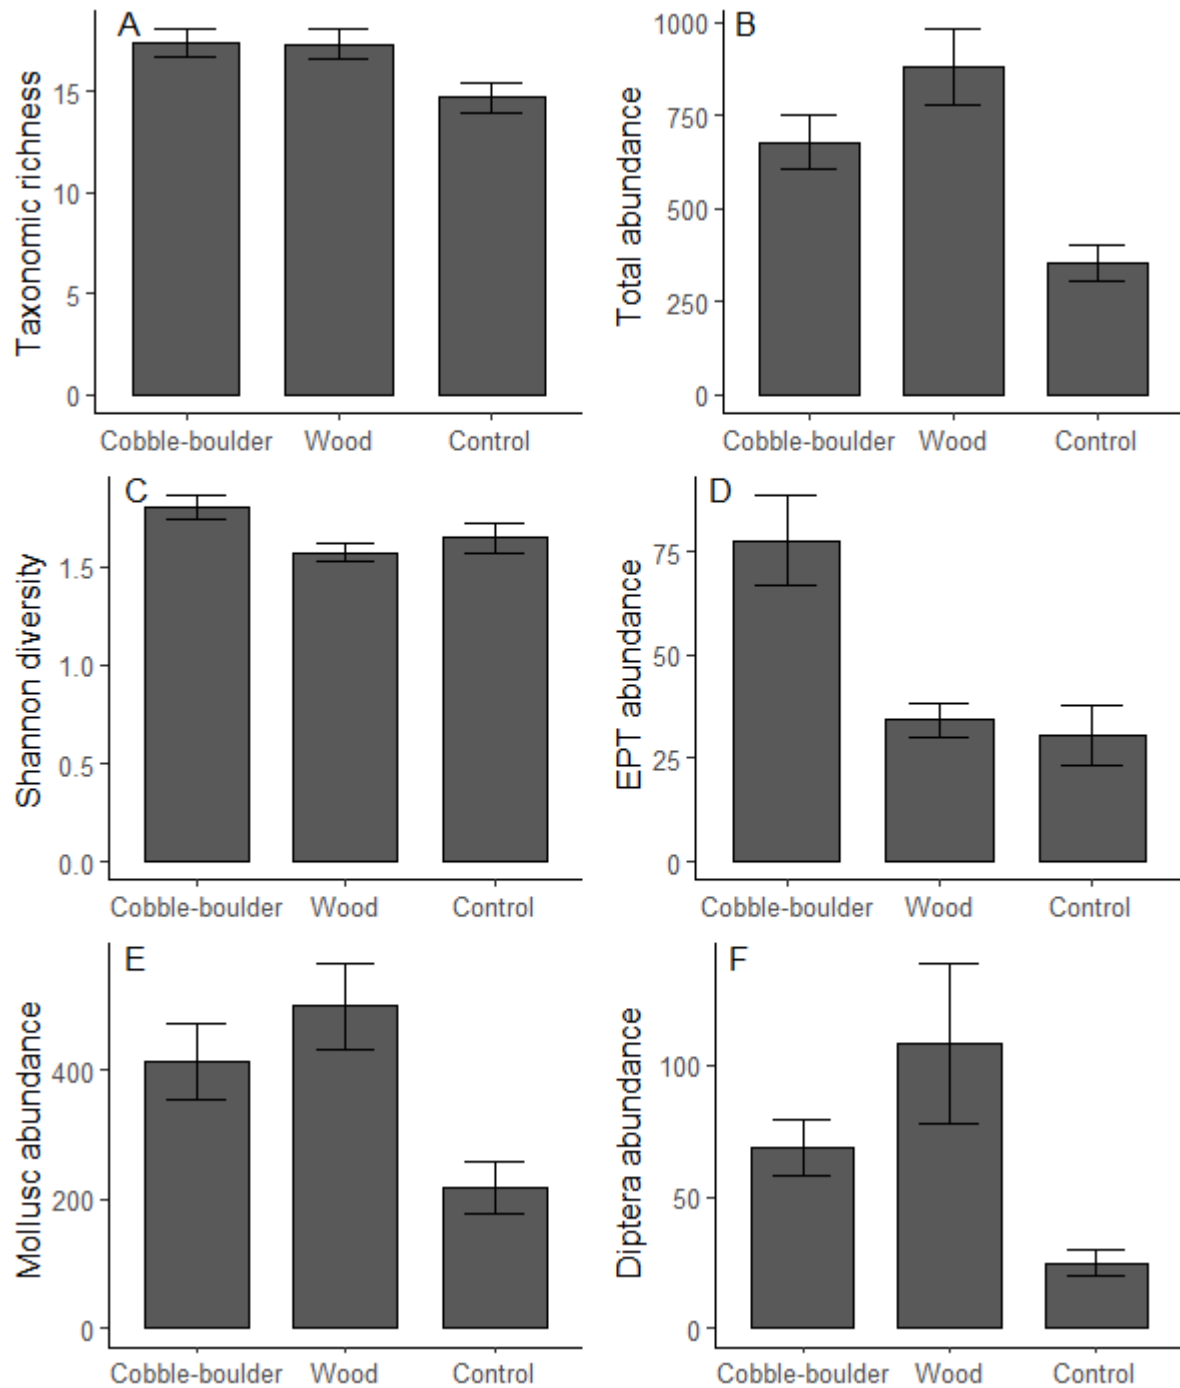 A
Taxonomic richness
15
10
5
0
Cobble-boulder Wood Control
B
Total abundance
1000
750
500
250
0
Cobble-boulder Wood Control
C
Shannon diversity
1.5
1.0
0.5
0.0
Cobble-boulder Wood Control
D
EPT abundance
75
50
25
0
Cobble-boulder Wood Control
E
Mollusc abundance
400
200
0
Cobble-boulder Wood Control
F
Diptera abundance
100
50
0
Cobble-boulder Wood Control